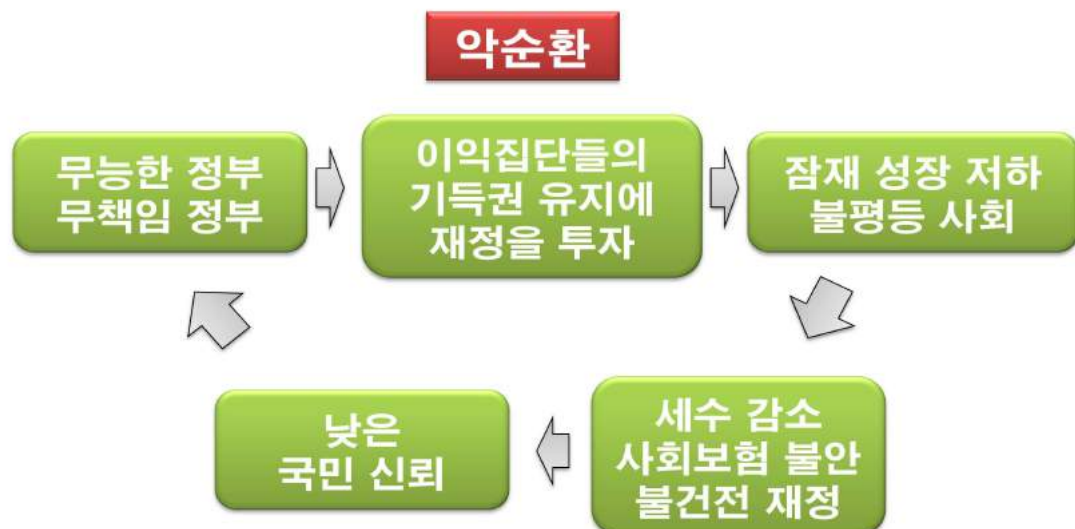 악순환
무능한 정부
무책임 정부
이익집단들의
기득권 유지에
재정을 투자
잠재 성장 저하
불평등 사회
세수 감소
사회보험 불안
불건전 재정
낮은
국민 신뢰